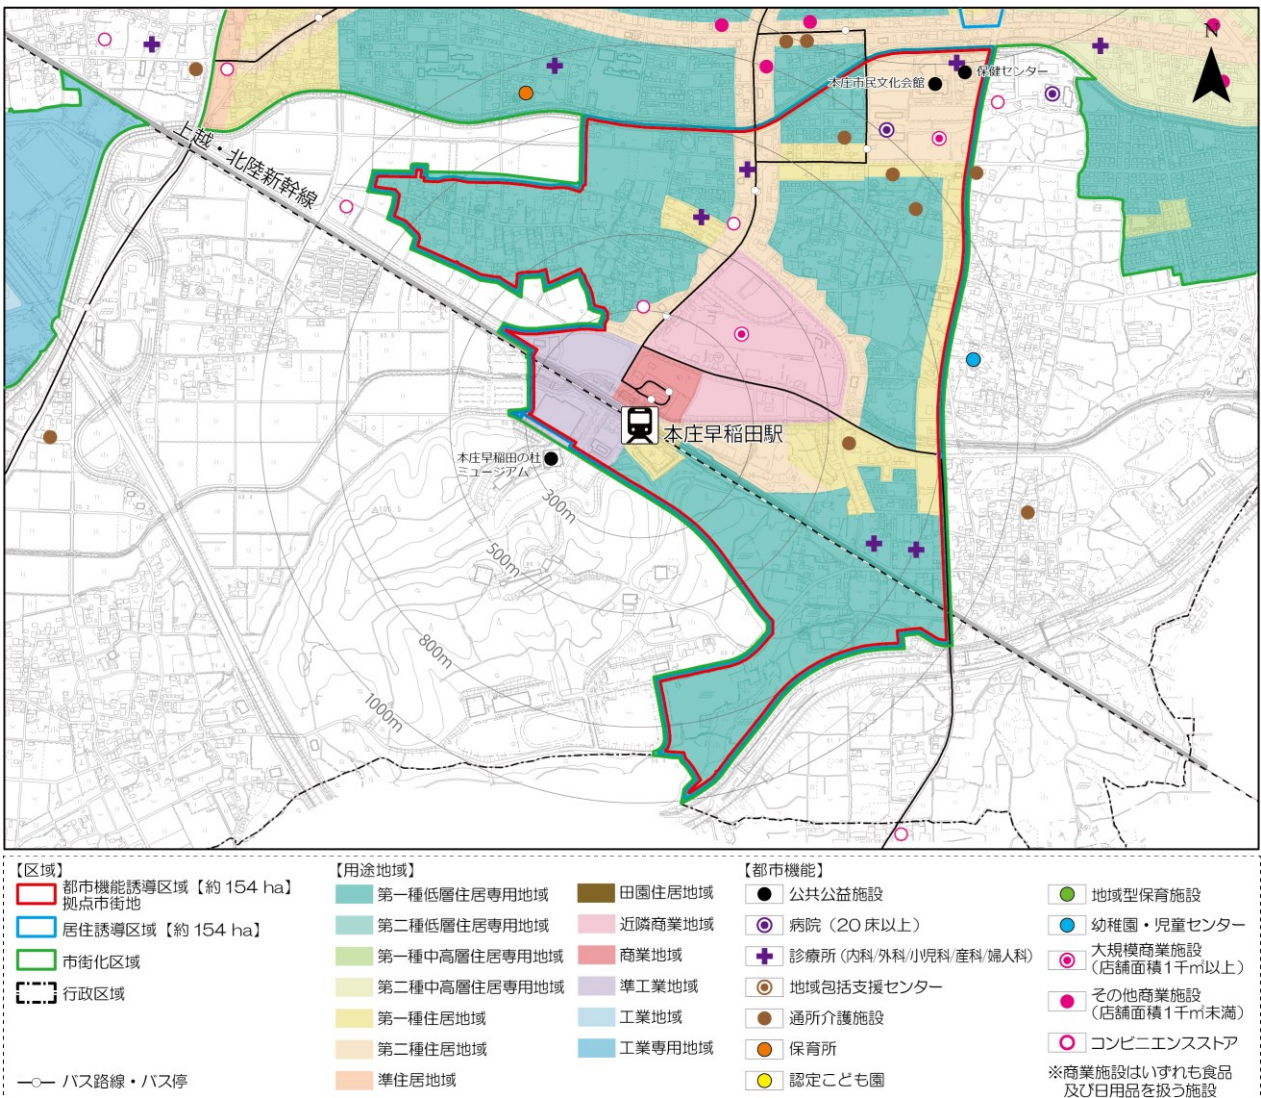 N
保健センター
本庄市民文化会館
上越・北陸新幹線
本庄早稲田駅
本庄早稲田の杜
ミュージアム
300m
500m
800m
1000m
【区域】
都市機能誘導区域【約154 ha】
拠点市街地
居住誘導区域【約154 ha】
市街化区域
行政区域
バス路線・バス停
【用途地域】
第一種低層住居専用地域
第二種低層住居専用地域
第一種中高層住居専用地域
第二種中高層住居専用地域
第一種住居地域
第二種住居地域
準住居地域
田園住居地域
近隣商業地域
商業地域
準工業地域
工業地域
工業専用地域
【都市機能】
公共公益施設
病院（20床以上）
診療所（内科/外科/小児科/産科/婦人科）
地域包括支援センター
通所介護施設
保育所
認定こども園
地域型保育施設
幼稚園・児童センター
大規模商業施設
（店舗面積1千㎡以上）
その他商業施設
（店舗面積1千㎡未満）
コンビニエンスストア
※商業施設はいずれも食品
及び日用品を扱う施設